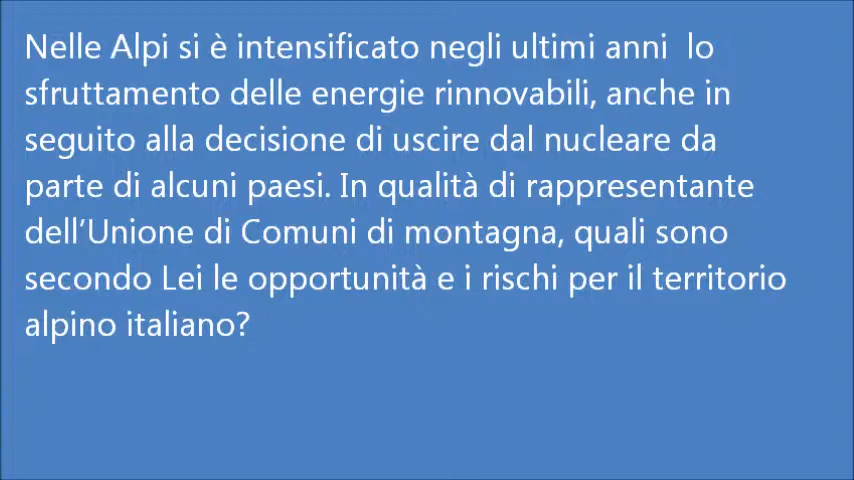 Nelle Alpi si è intensificato negli ultimi anni  lo
sfruttamento delle energie rinnovabili, anche in
seguito alla decisione di uscire dal nucleare da
parte di alcuni paesi. In qualità di rappresentante
dell’Unione di Comuni di montagna, quali sono
secondo Lei le opportunità e i rischi per il territorio
alpino italiano?